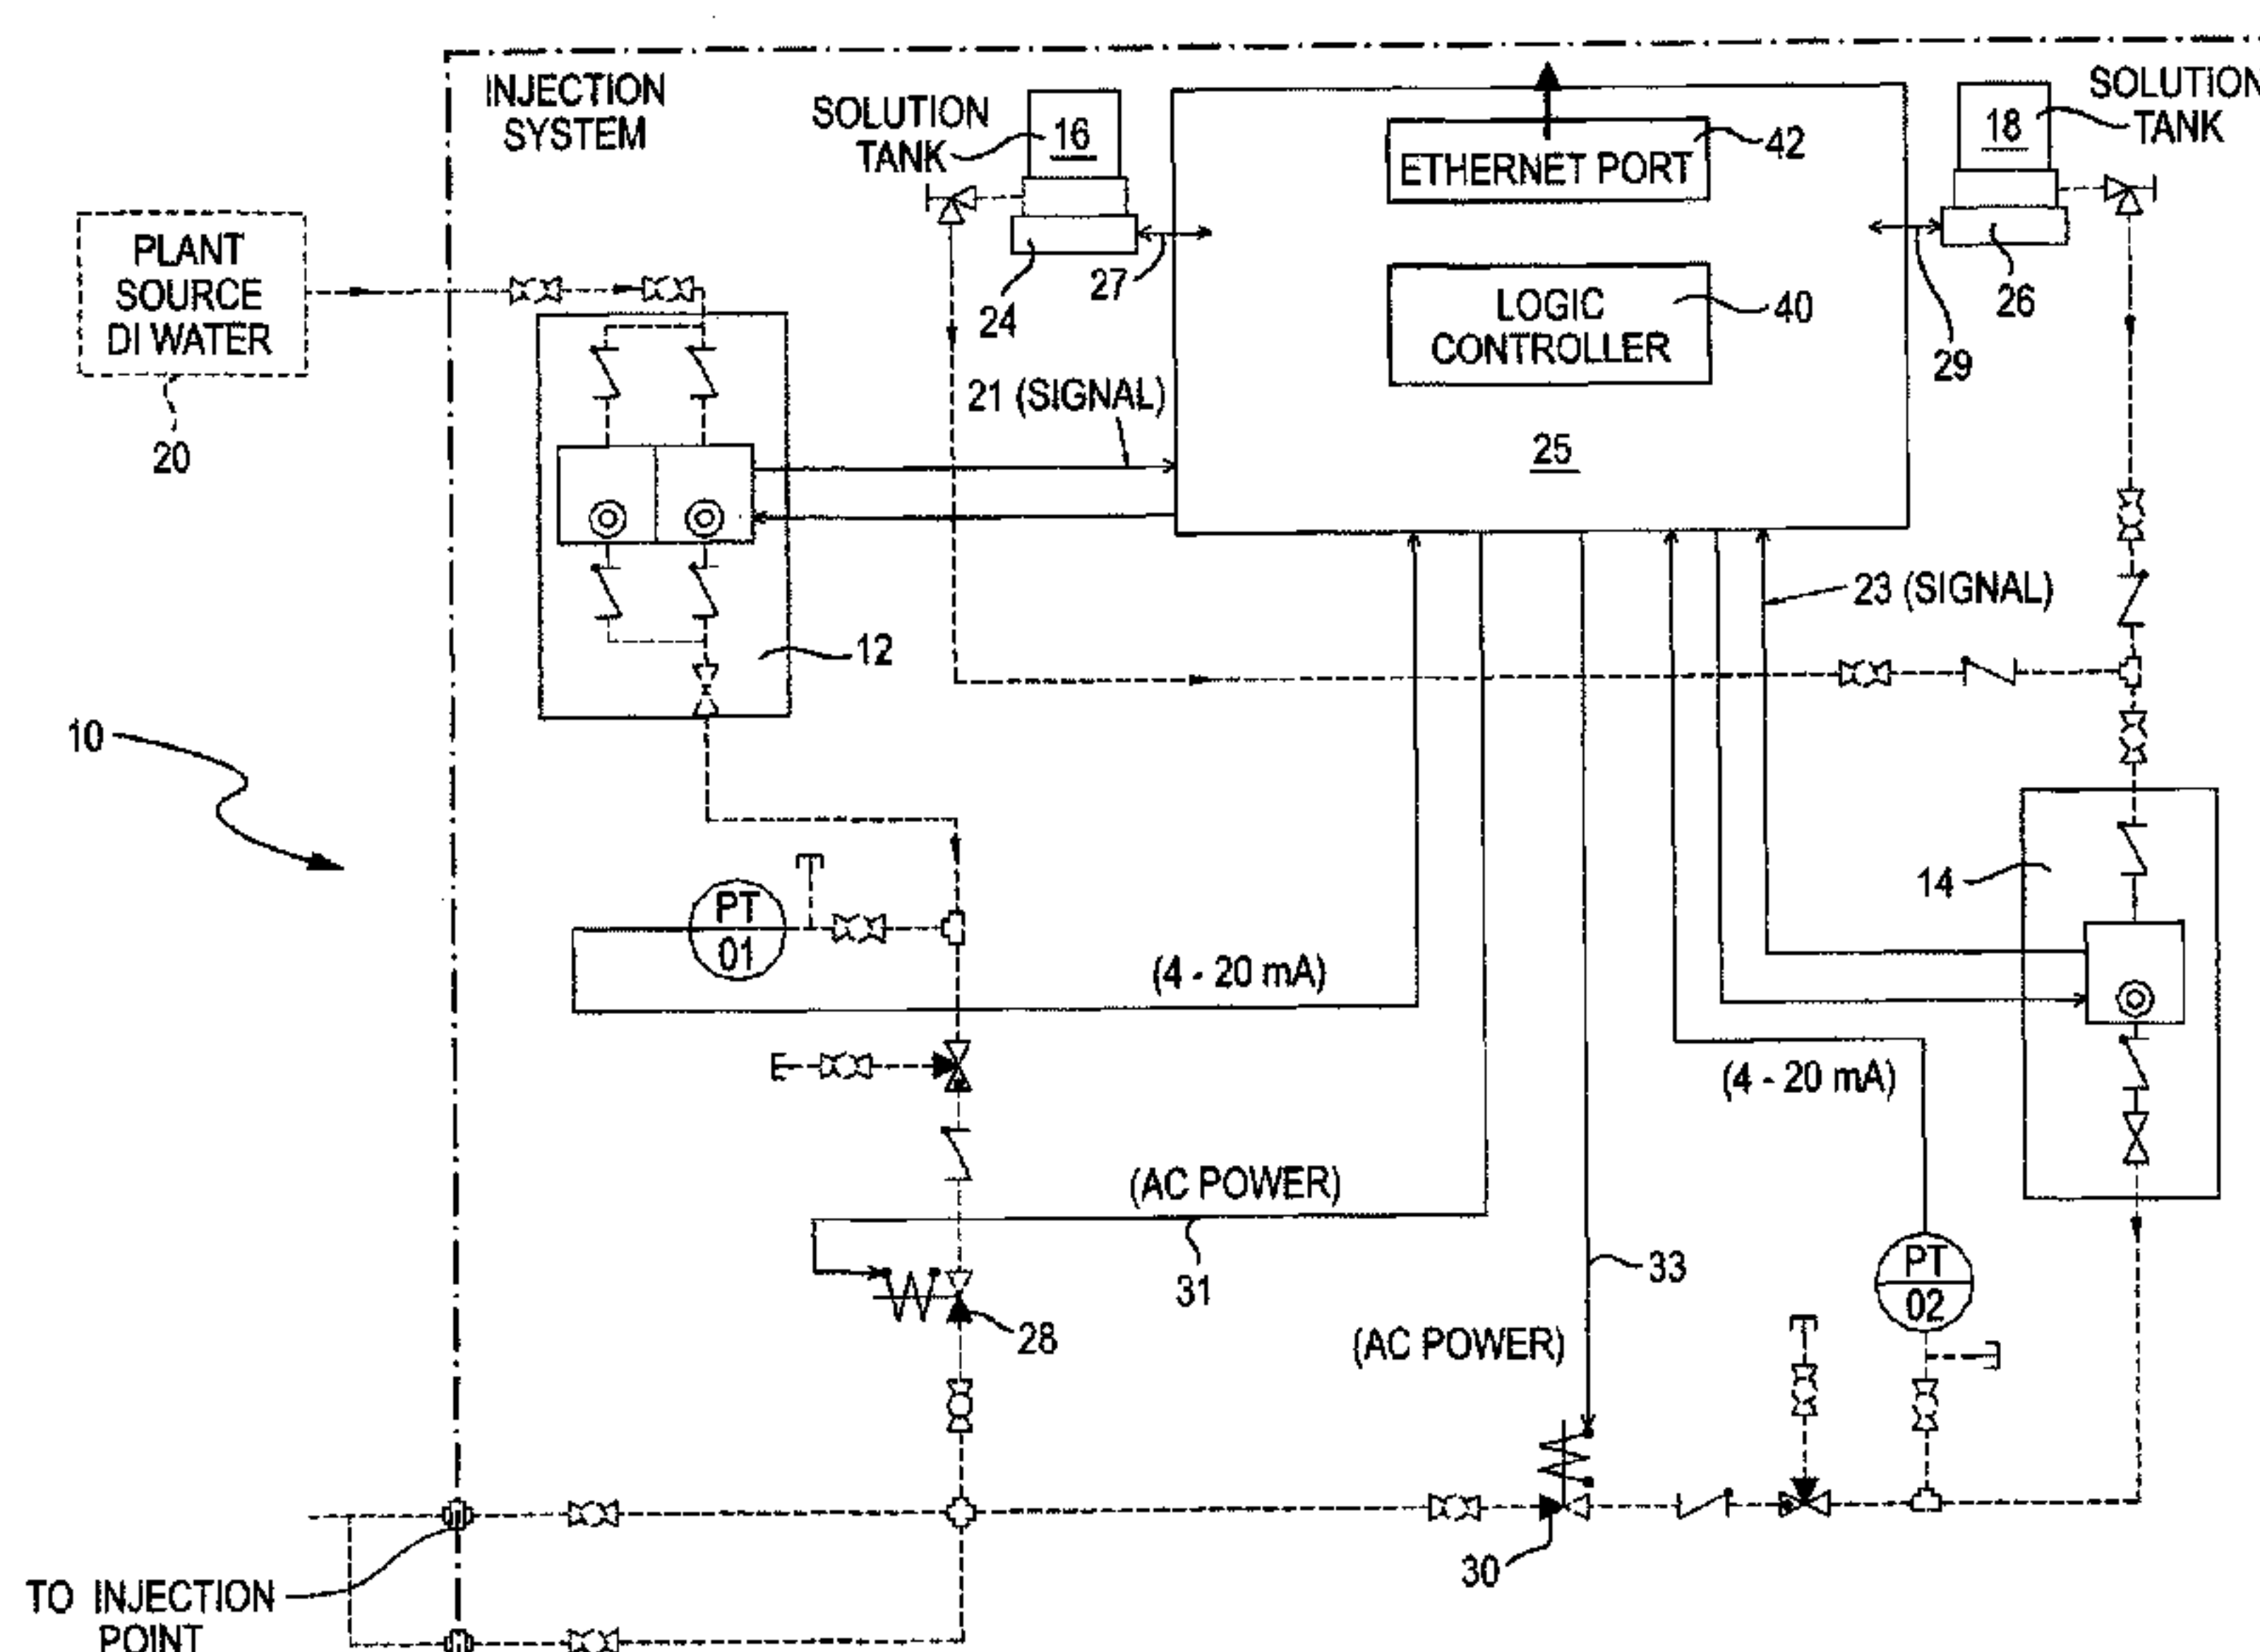 INJECTION
SYSTEM
SOLUTION
TANK
16
ETHERNET PORT
42
18
SOLUTION
TANK
PLANT
SOURCE
DI WATER
20
24
27
LOGIC
CONTROLLER
40
26
29
21 (SIGNAL)
25
23 (SIGNAL)
12
10
14
PT
01
(4 - 20 mA)
(4 - 20 mA)
(AC POWER)
31
33
PT
02
28
(AC POWER)
30
TO INJECTION
POINT